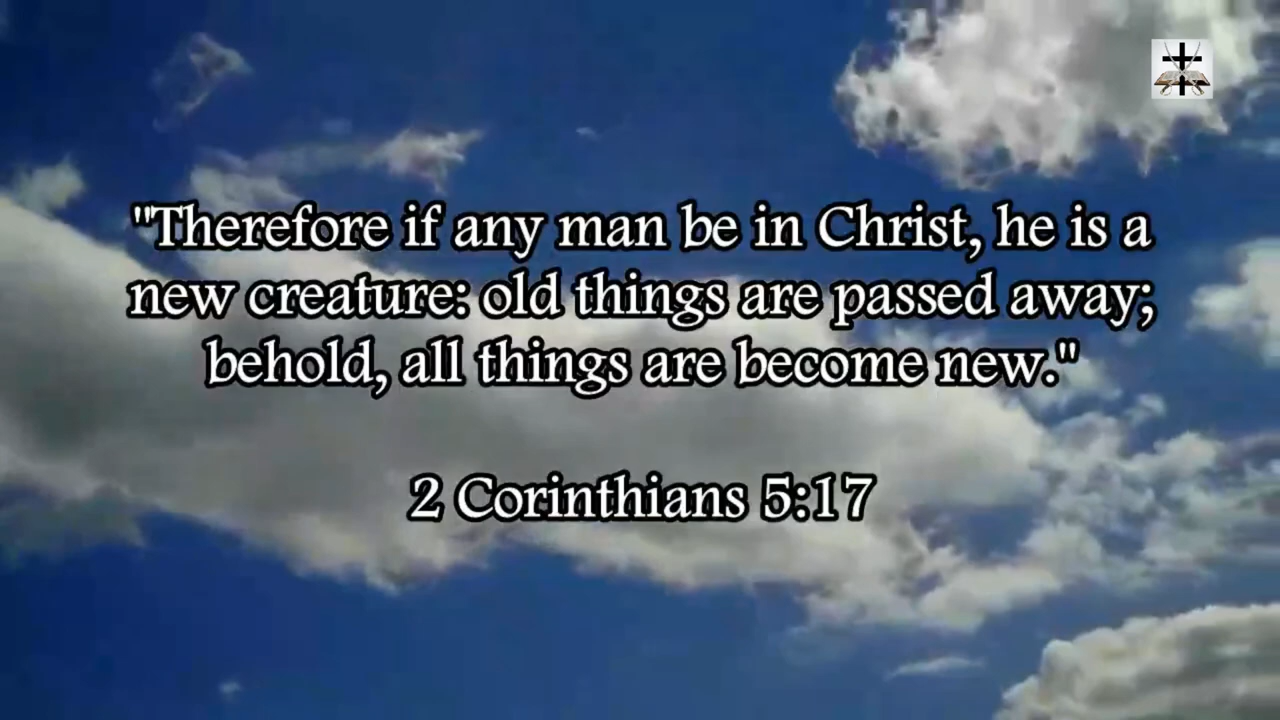 "Therefore if any man be in Christ, he is a
new creature: old things are passed away;
behold, all things are become new."
2 Corinthians 5:17